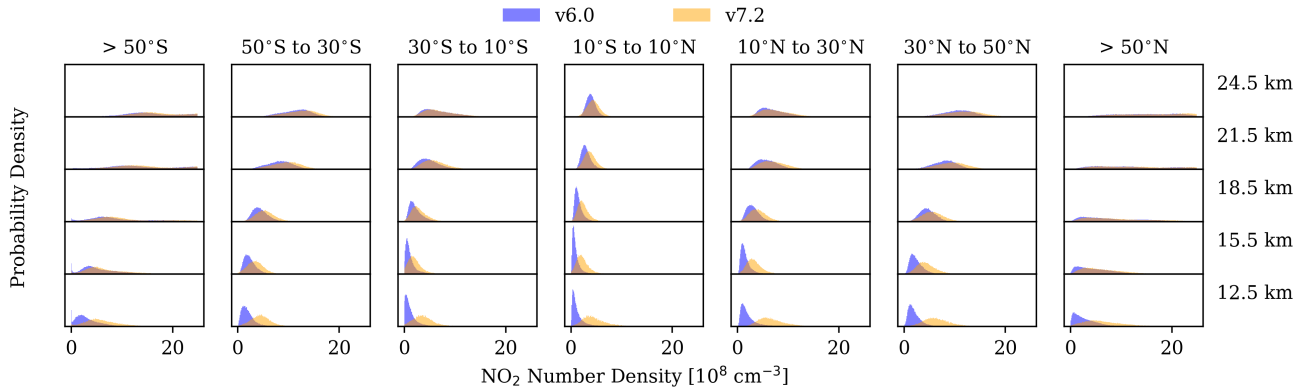 v6.0 v7.2
> 50°S 50°S to 30°S 30°S to 10°S 10°S to 10°N 10°N to 30°N 30°N to 50°N > 50°N
24.5 km
21.5 km
18.5 km
15.5 km
12.5 km
Probability Density
0 20 0 20 0 20 0 20 0 20 0 20 0 20
NO₂ Number Density [10⁸ cm⁻³]